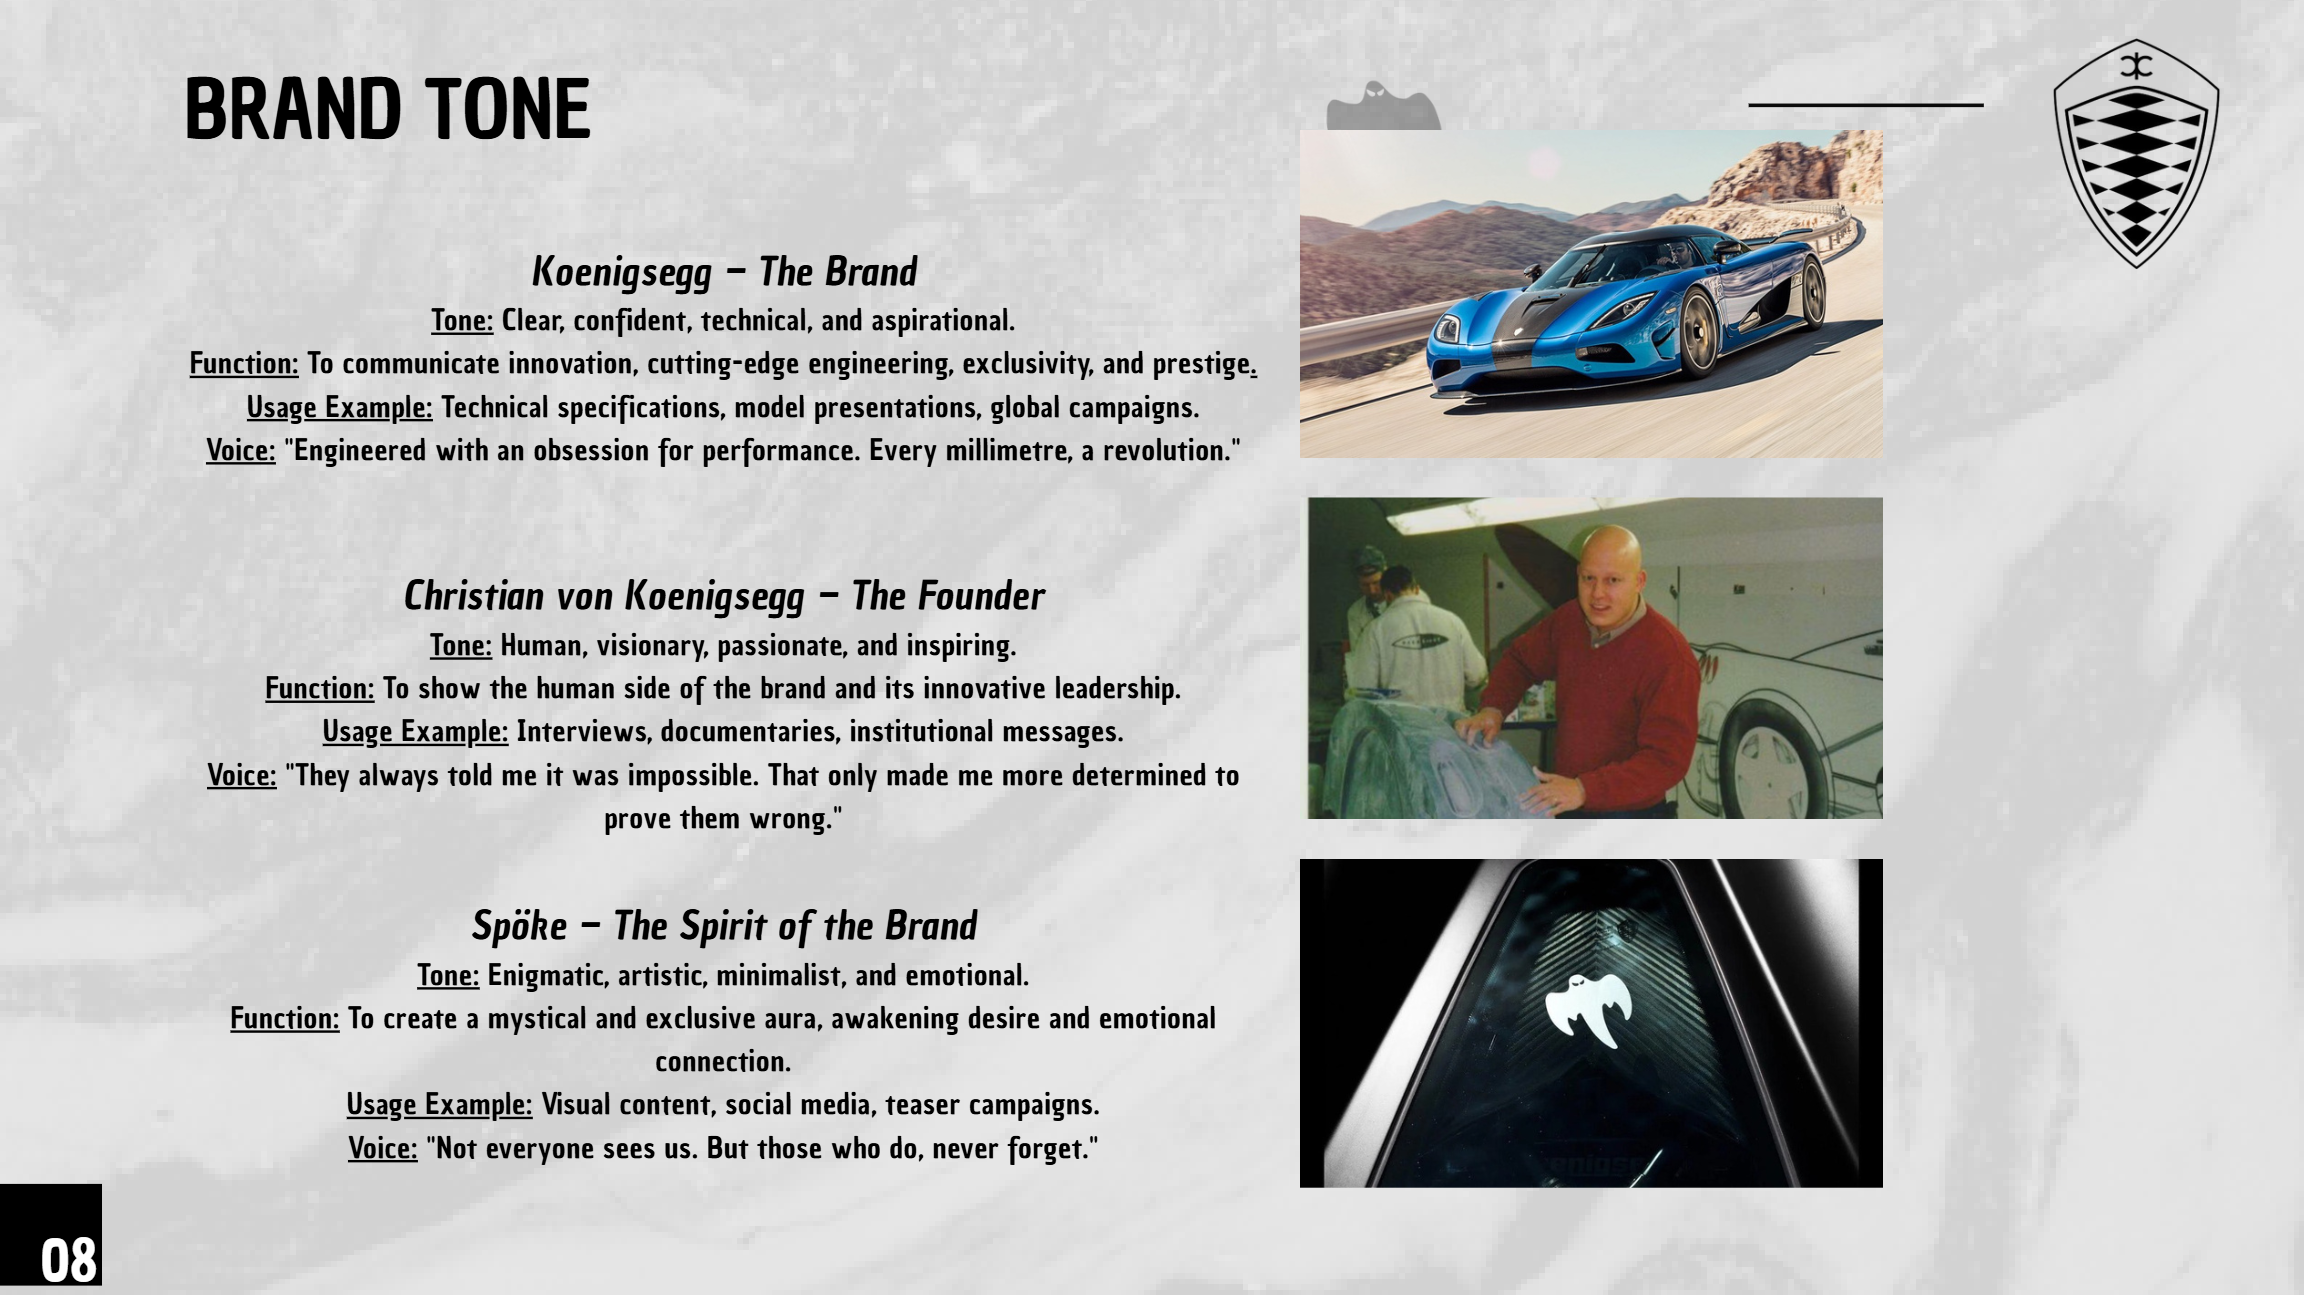 BRAND TONE
Koenigsegg – The Brand
Tone: Clear, confident, technical, and aspirational.
Function: To communicate innovation, cutting-edge engineering, exclusivity, and prestige.
Usage Example: Technical specifications, model presentations, global campaigns.
Voice: "Engineered with an obsession for performance. Every millimetre, a revolution."
Christian von Koenigsegg – The Founder
Tone: Human, visionary, passionate, and inspiring.
Function: To show the human side of the brand and its innovative leadership.
Usage Example: Interviews, documentaries, institutional messages.
Voice: "They always told me it was impossible. That only made me more determined to
prove them wrong."
Spöke – The Spirit of the Brand
Tone: Enigmatic, artistic, minimalist, and emotional.
Function: To create a mystical and exclusive aura, awakening desire and emotional
connection.
Usage Example: Visual content, social media, teaser campaigns.
Voice: "Not everyone sees us. But those who do, never forget."
08